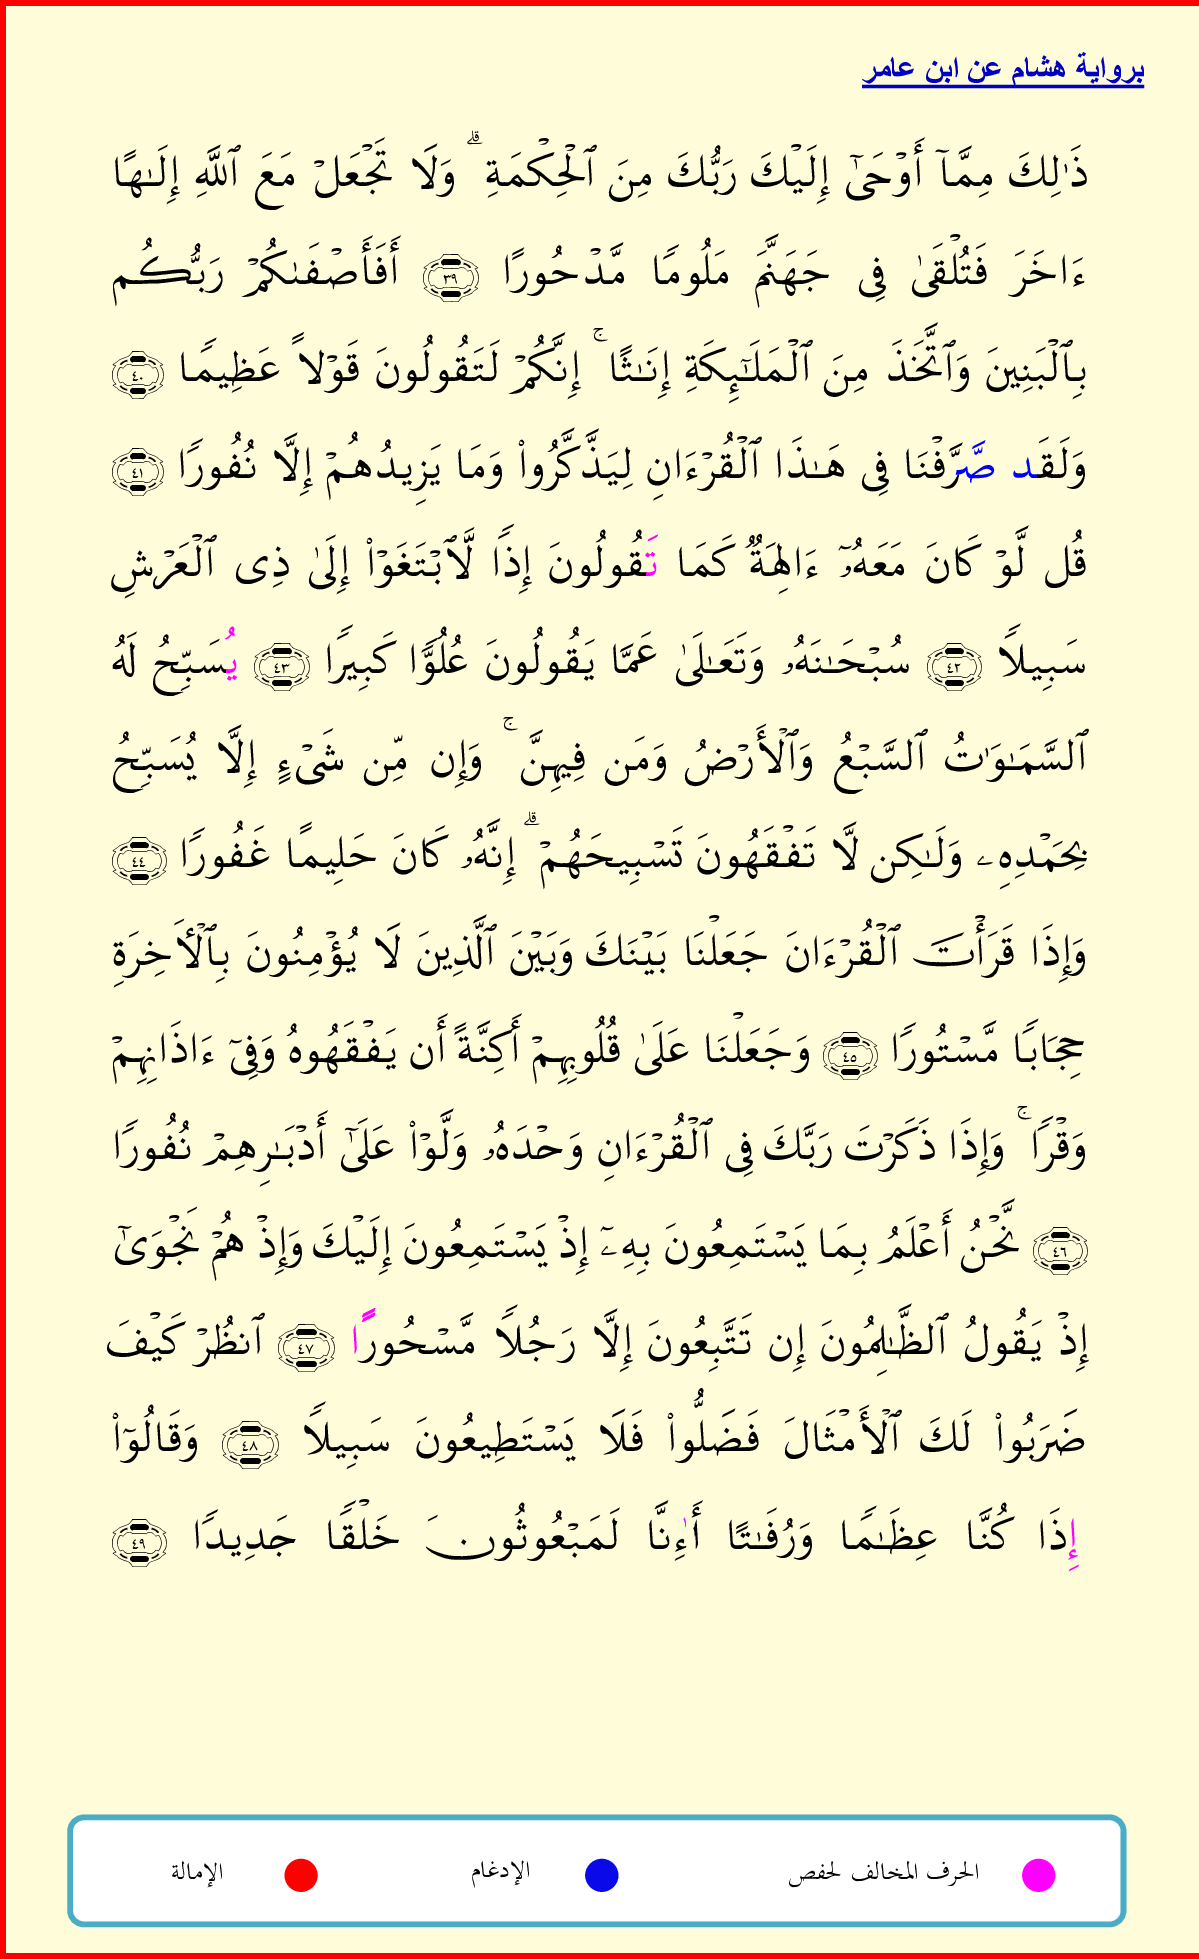 برواية هشام عن ابن عامر
ذَٰلِكَ مِمَّآ أَوۡحَىٰٓ إِلَيۡكَ رَبُّكَ مِنَ ٱلۡحِكۡمَةِۗ وَلَا تَجۡعَلۡ مَعَ ٱللَّهِ إِلَـٰهًا
ءَاخَرَ فَتُلۡقَىٰ فِى جَهَنَّمَ مَلُومًا مَّدۡحُورًا ٣٩ أَفَأَصۡفَىٰكُمۡ رَبُّكُم
بِٱلۡبَنِينَ وَٱتَّخَذَ مِنَ ٱلۡمَلَـٰٓئِكَةِ إِنَـٰثًاۚ إِنَّكُمۡ لَتَقُولُونَ قَوۡلاً عَظِيمًا ٤٠
وَلَقَد صَّرَّفۡنَا فِى هَـٰذَا ٱلۡقُرۡءَانِ لِيَذَّكَّرُواْ وَمَا يَزِيدُهُمۡ إِلَّا نُفُورًا ٤١
قُل لَّوۡ كَانَ مَعَهُۥٓ ءَالِهَةٌ كَمَا تَقُولُونَ إِذًا لَّٱبۡتَغَوۡاْ إِلَىٰ ذِى ٱلۡعَرۡشِ
سَبِيلاً ٤٢ سُبۡحَـٰنَهُۥ وَتَعَـٰلَىٰ عَمَّا يَقُولُونَ عُلُوًّا كَبِيرًا ٤٣ يُسَبِّحُ لَهُ
ٱلسَّمَـٰوَٰتُ ٱلسَّبۡعُ وَٱلۡأَرۡضُ وَمَن فِيهِنَّۚ وَإِن مِّن شَىۡءٍ إِلَّا يُسَبِّحُ
بِحَمۡدِهِۦ وَلَـٰكِن لَّا تَفۡقَهُونَ تَسۡبِيحَهُمۡۗ إِنَّهُۥ كَانَ حَلِيمًا غَفُورًا ٤٤
وَإِذَا قَرَأۡتَ ٱلۡقُرۡءَانَ جَعَلۡنَا بَيۡنَكَ وَبَيۡنَ ٱلَّذِينَ لَا يُؤۡمِنُونَ بِٱلۡأَخِرَةِ
حِجَابًا مَّسۡتُورًا ٤٥ وَجَعَلۡنَا عَلَىٰ قُلُوبِهِمۡ أَكِنَّةً أَن يَفۡقَهُوهُ وَفِىٓ ءَاذَانِهِمۡ
وَقۡرًاۚ وَإِذَا ذَكَرۡتَ رَبَّكَ فِى ٱلۡقُرۡءَانِ وَحۡدَهُۥ وَلَّوۡاْ عَلَىٰٓ أَدۡبَـٰرِهِمۡ نُفُورًا
٤٦ نَّحۡنُ أَعۡلَمُ بِمَا يَسۡتَمِعُونَ بِهِۦٓ إِذۡ يَسۡتَمِعُونَ إِلَيۡكَ وَإِذۡ هُمۡ نَجۡوَىٰٓ
إِذۡ يَقُولُ ٱلظَّـٰلِمُونَ إِن تَتَّبِعُونَ إِلَّا رَجُلاً مَّسۡحُورًا ٤٧ ٱنظُرۡ كَيۡفَ
ضَرَبُواْ لَكَ ٱلۡأَمۡثَالَ فَضَلُّواْ فَلَا يَسۡتَطِيعُونَ سَبِيلاً ٤٨ وَقَالُوٓاْ
إِذَا كُنَّا عِظَـٰمًا وَرُفَـٰتًا أَٰءِنَّا لَمَبۡعُوثُونَ خَلۡقًا جَدِيدًا ٤٩
الحرف المخالف لحفص الإدغام الإمالة